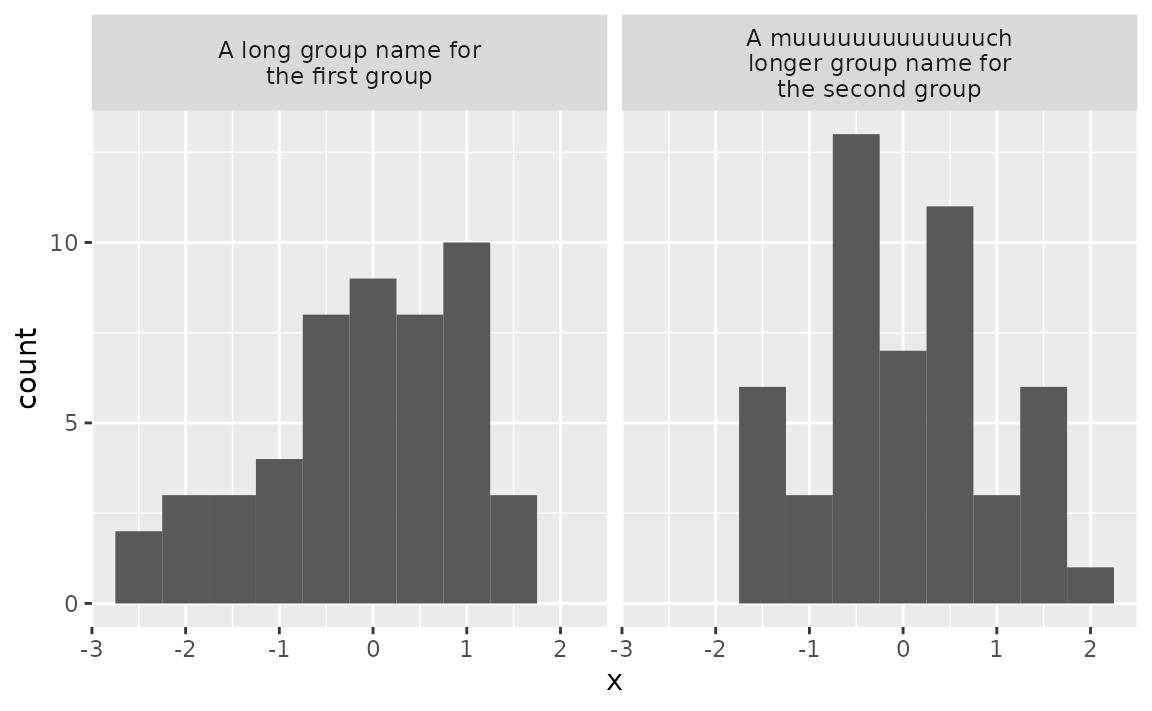 A long group name for
the first group
A muuuuuuuuuuuuuuch
longer group name for
the second group
count
10
5
0
-3 -2 -1 0 1 2
-3 -2 -1 0 1 2
x